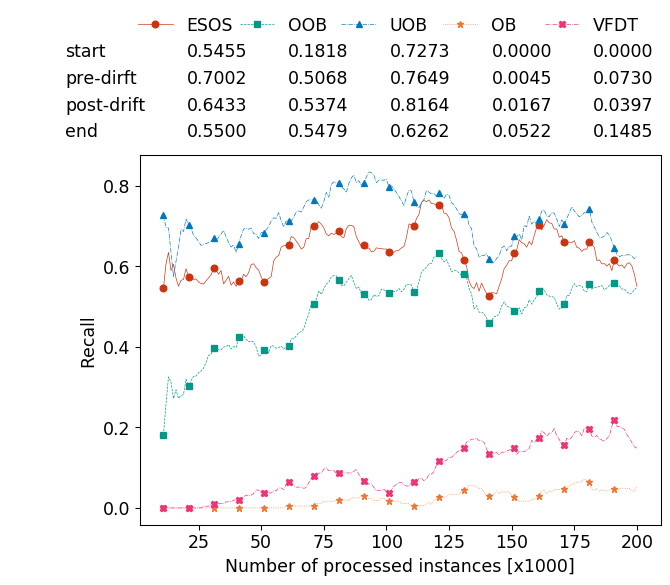 ESOS OOB UOB OB VFDT
start 0.5455 0.1818 0.7273 0.0000 0.0000
pre-dirft 0.7002 0.5068 0.7649 0.0045 0.0730
post-drift 0.6433 0.5374 0.8164 0.0167 0.0397
end 0.5500 0.5479 0.6262 0.0522 0.1485
0.8
0.6
0.4
0.2
0.0
Recall
25 50 75 100 125 150 175 200
Number of processed instances [x1000]